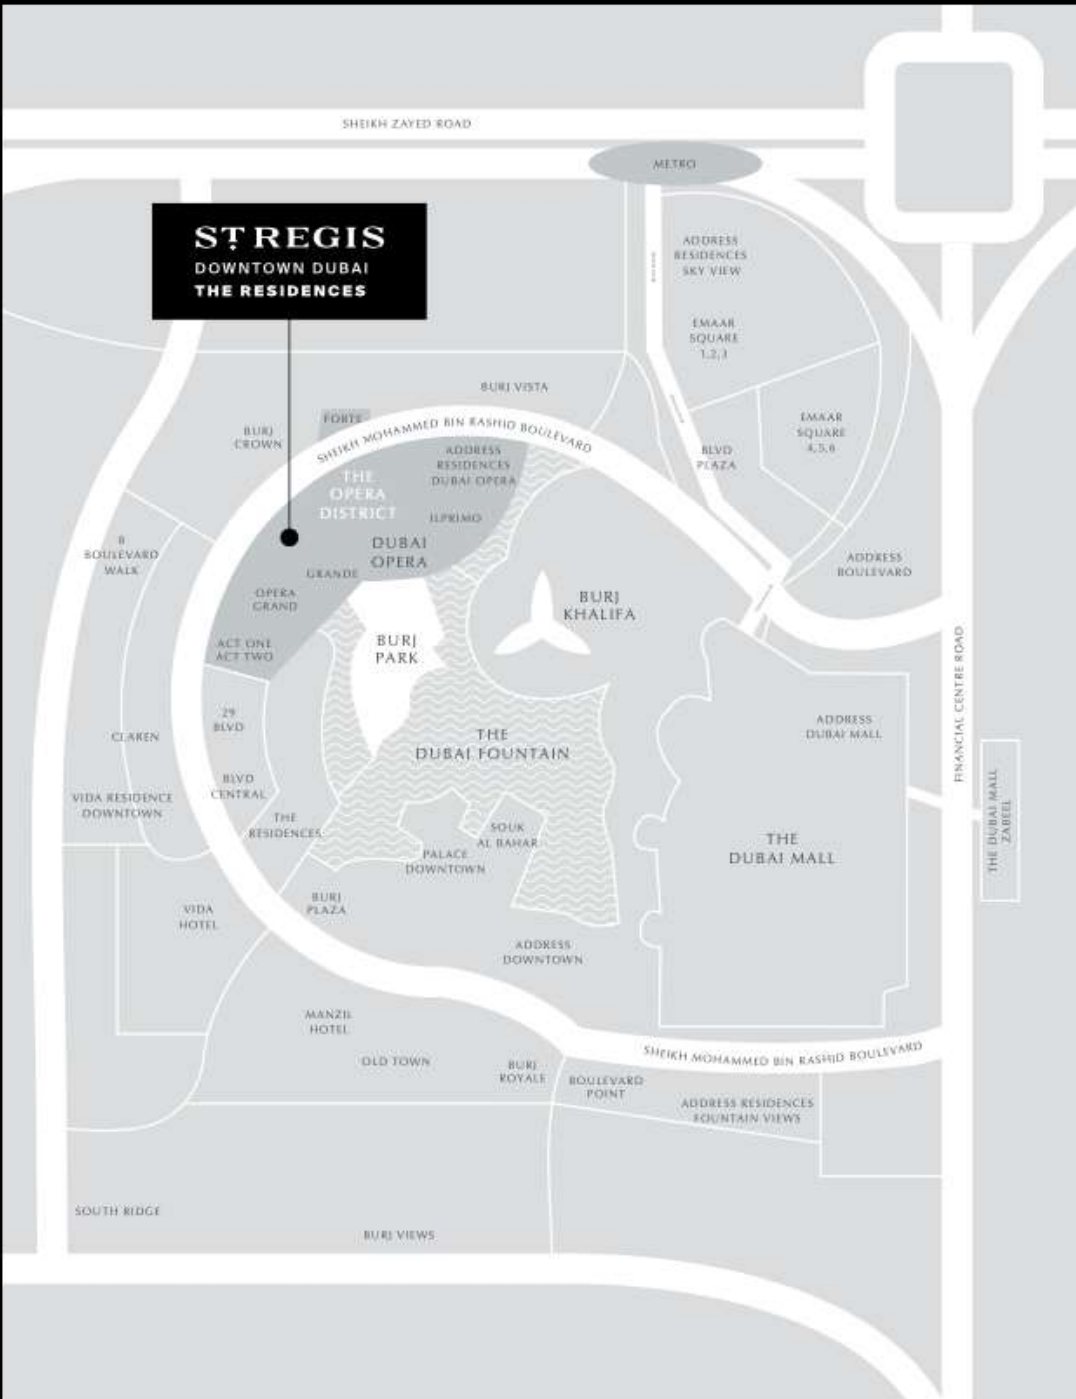 SHEIKH ZAYED ROAD
METRO
ST REGIS
DOWNTOWN DUBAI
THE RESIDENCES
ADDRESS
RESIDENCES
SKY VIEW
EMAAR
SQUARE
1,2,3
BURJ VISTA
FORTE
BURJ
CROWN
SHEIKH MOHAMMED BIN RASHID BOULEVARD
EMAAR
SQUARE
4,5,6
BLVD
PLAZA
ADDRESS
RESIDENCES
DUBAI OPERA
THE
OPERA
DISTRICT
ILPRIMO
DUBAI
OPERA
8
BOULEVARD
WALK
GRANDE
OPERA
GRAND
ADDRESS
BOULEVARD
BURJ
KHALIFA
BURJ
PARK
ACT ONE
ACT TWO
29
BLVD
CLAREN
THE
DUBAI FOUNTAIN
ADDRESS
DUBAI MALL
FINANCIAL CENTRE ROAD
THE DUBAI MALL
ZABEEL
BLVD
CENTRAL
VIDA RESIDENCE
DOWNTOWN
THE
RESIDENCES
SOUK
AL BAHAR
PALACE
DOWNTOWN
THE
DUBAI MALL
BURJ
PLAZA
VIDA
HOTEL
ADDRESS
DOWNTOWN
MANZIL
HOTEL
OLD TOWN
SHEIKH MOHAMMED BIN RASHID BOULEVARD
BURJ
ROYALE
BOULEVARD
POINT
ADDRESS RESIDENCES
FOUNTAIN VIEWS
SOUTH RIDGE
BURJ VIEWS